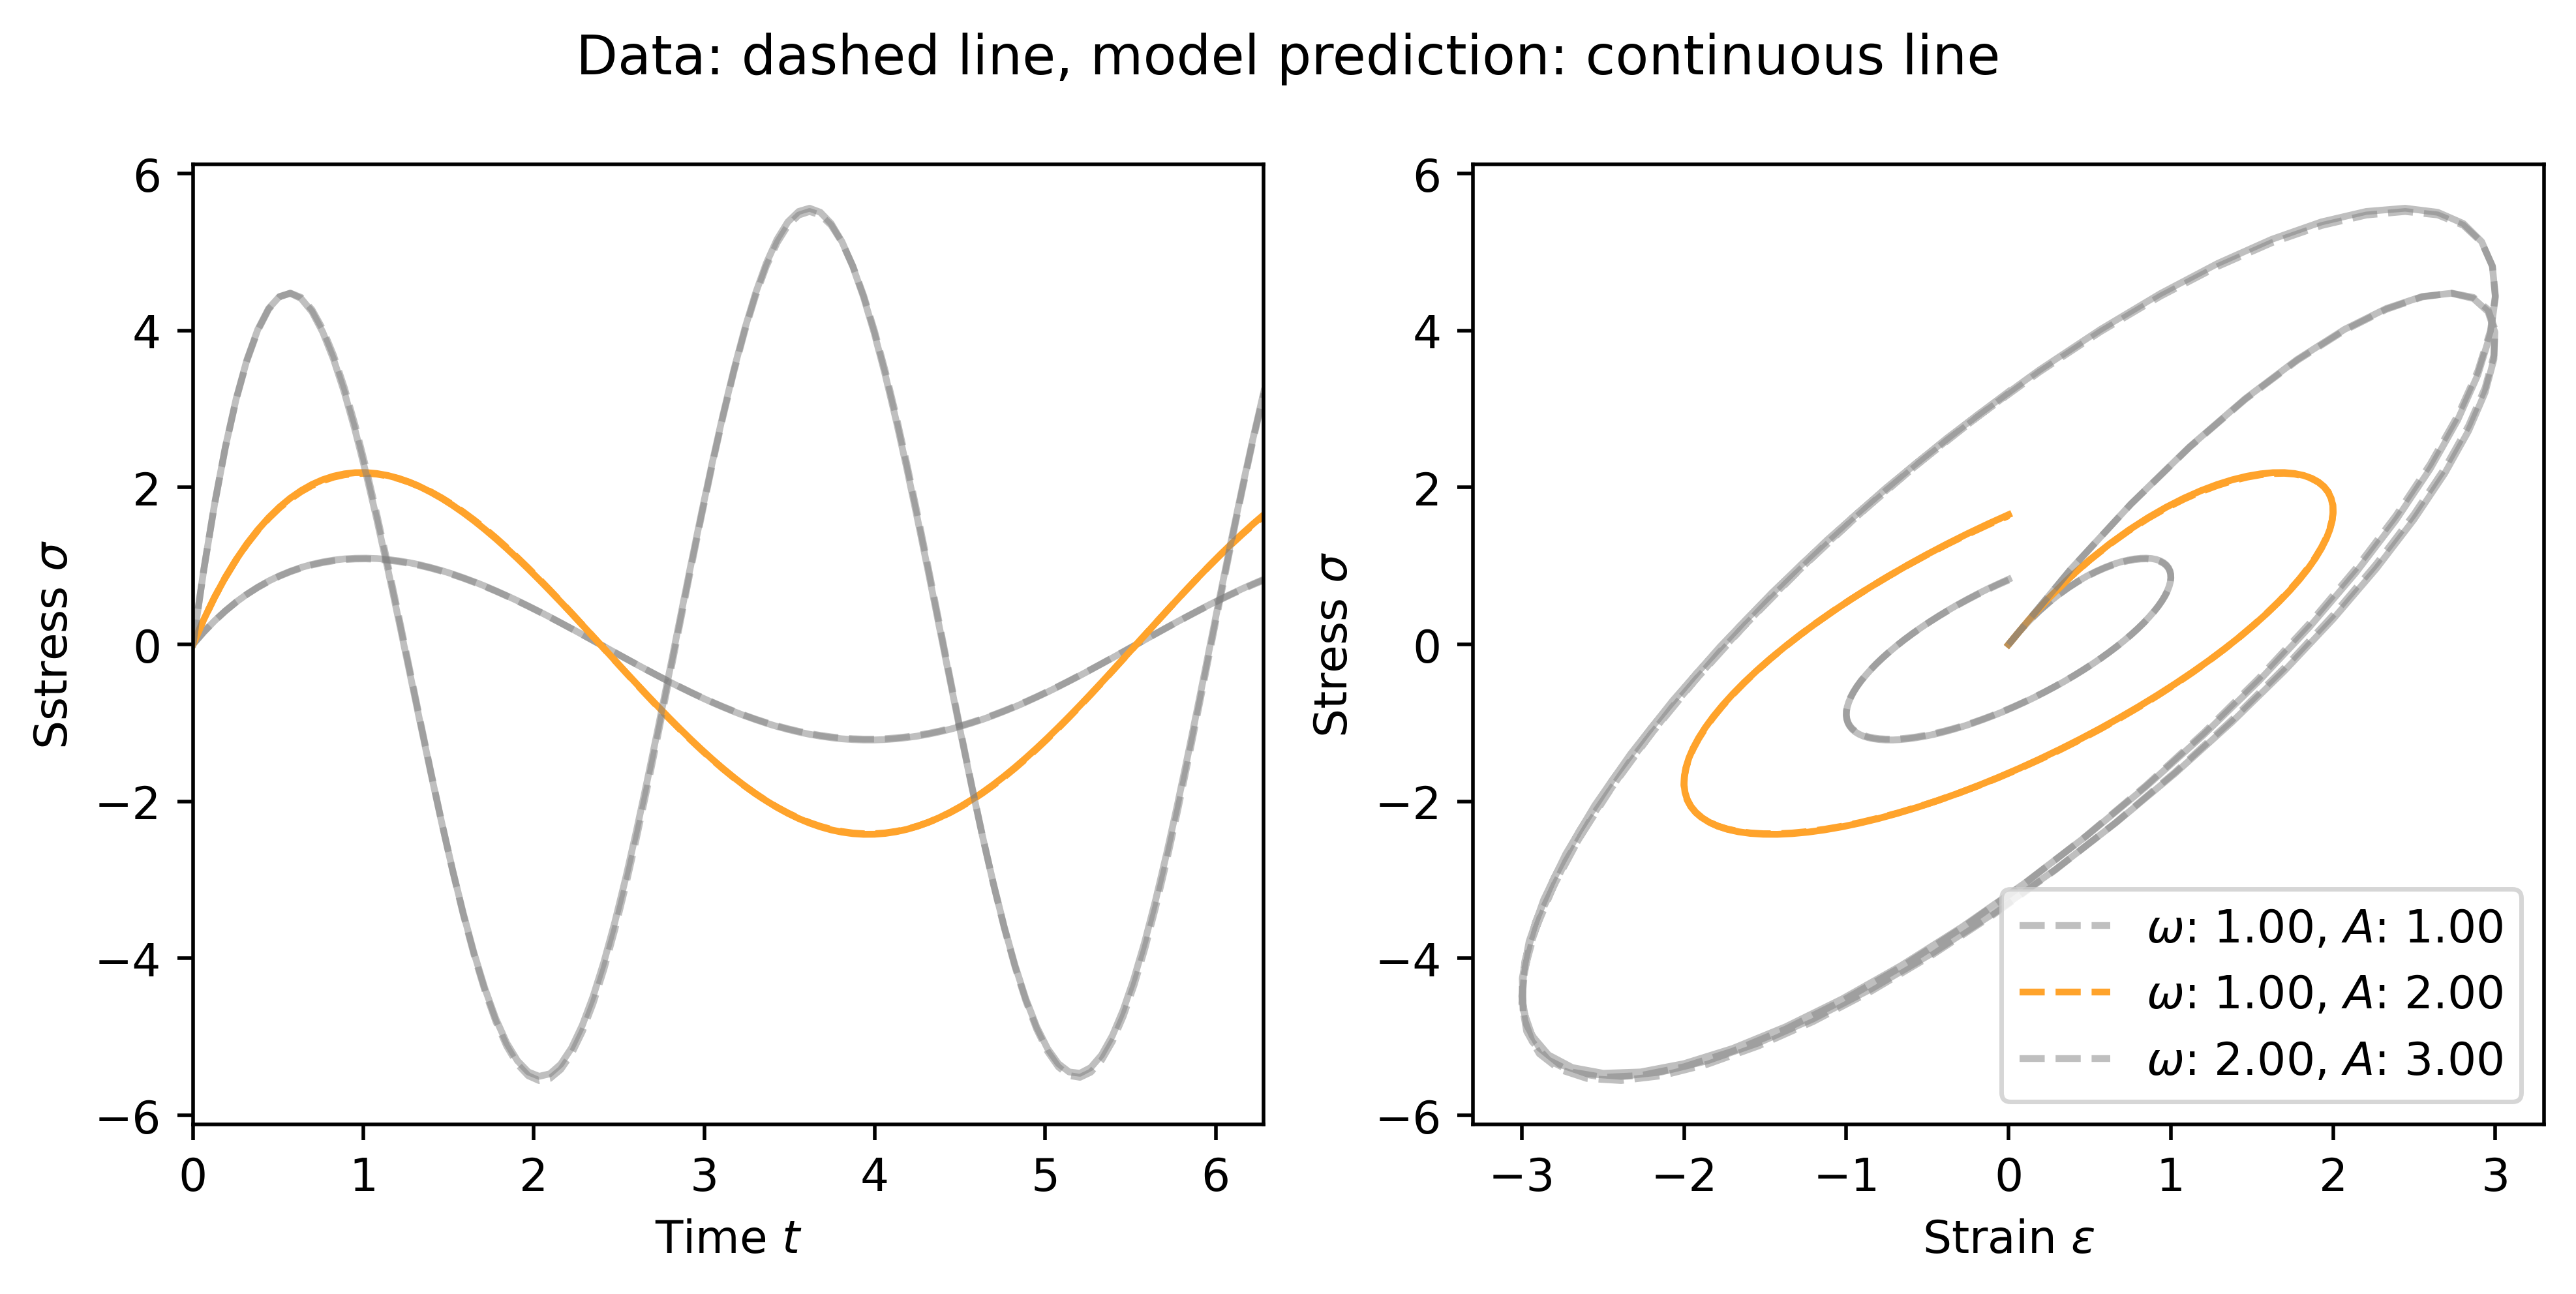 Data: dashed line, model prediction: continuous line
Sstress σ
6
4
2
0
−2
−4
−6
0 1 2 3 4 5 6
Time t
Stress σ
6
4
2
0
−2
−4
−6
−3 −2 −1 0 1 2 3
Strain ε
ω: 1.00, A: 1.00
ω: 1.00, A: 2.00
ω: 2.00, A: 3.00